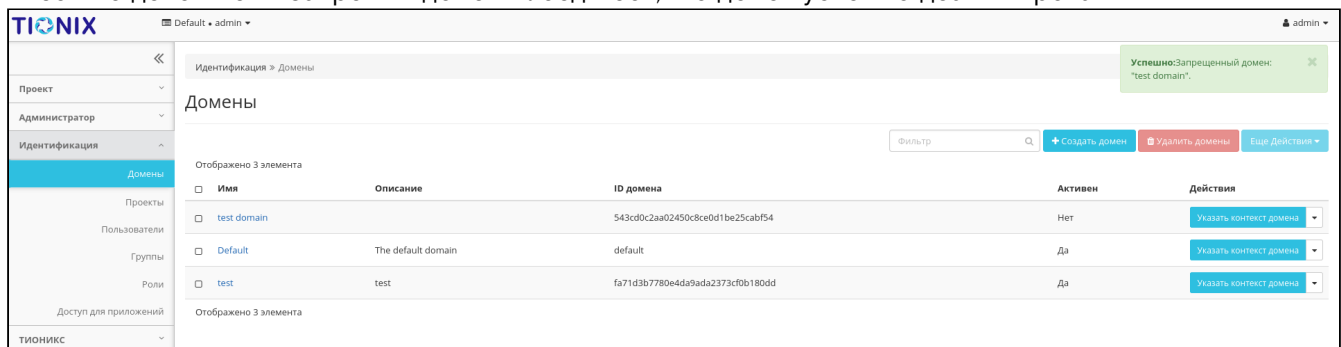 TIONIX Default • admin ▾ admin ▾
Идентификация » Домены
Успешно:Запрещенный домен: ×
"test domain".
Проект
Домены
Администратор
Идентификация
Фильтр + Создать домен Удалить домены Еще Действия ▾
Отображено 3 элемента
Домены
Имя Описание ID домена Активен Действия
Проекты
test domain 543cd0c2aa02450c8ce0d1be25cabf54 Нет Указать контекст домена
Пользователи
Группы
Default The default domain default Да Указать контекст домена
Роли
test test fa71d3b7780e4da9ada2373cf0b180dd Да Указать контекст домена
Доступ для приложений
Отображено 3 элемента
ТИОНИКС